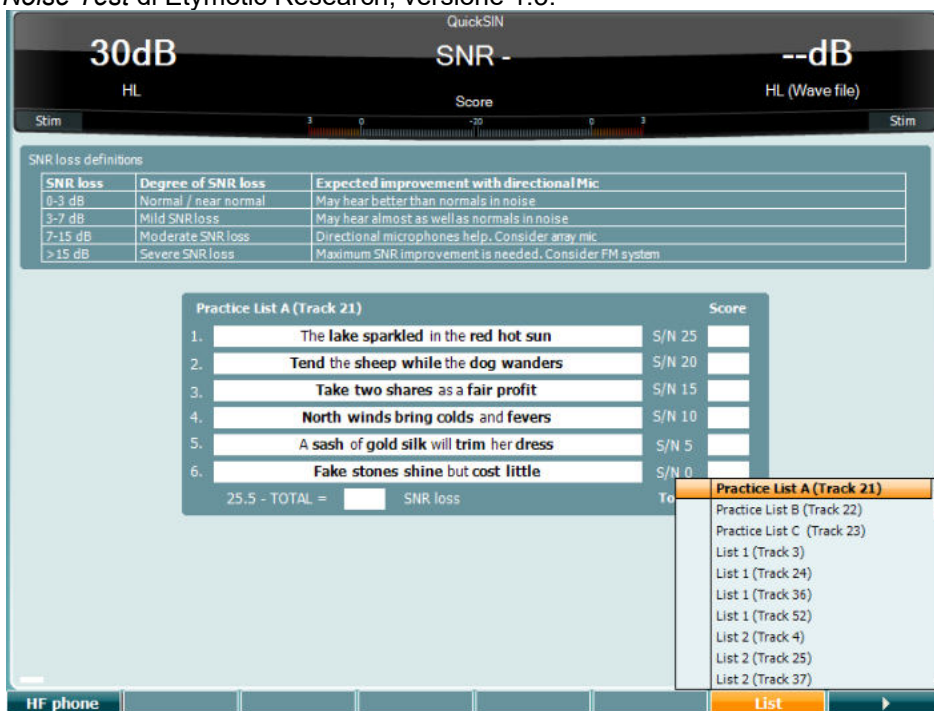 Noise Test di Etymotic Research, versione 1.3.
QuickSIN
30dB SNR - --dB
HL Score HL (Wave file)
Stim 3 0 -20 0 3 Stim
SNR loss definitions
SNR loss Degree of SNR loss Expected improvement with directional Mic
0-3 dB Normal / near normal May hear better than normals in noise
3-7 dB Mild SNR loss May hear almost as well as normals in noise
7-15 dB Moderate SNR loss Directional microphones help. Consider array mic
>15 dB Severe SNR loss Maximum SNR improvement is needed. Consider FM system
Practice List A (Track 21) Score
1. The lake sparkled in the red hot sun S/N 25
2. Tend the sheep while the dog wanders S/N 20
3. Take two shares as a fair profit S/N 15
4. North winds bring colds and fevers S/N 10
5. A sash of gold silk will trim her dress S/N 5
6. Fake stones shine but cost little S/N 0
25.5 - TOTAL = SNR loss To
Practice List A (Track 21)
Practice List B (Track 22)
Practice List C (Track 23)
List 1 (Track 3)
List 1 (Track 24)
List 1 (Track 36)
List 1 (Track 52)
List 2 (Track 4)
List 2 (Track 25)
List 2 (Track 37)
HF phone List